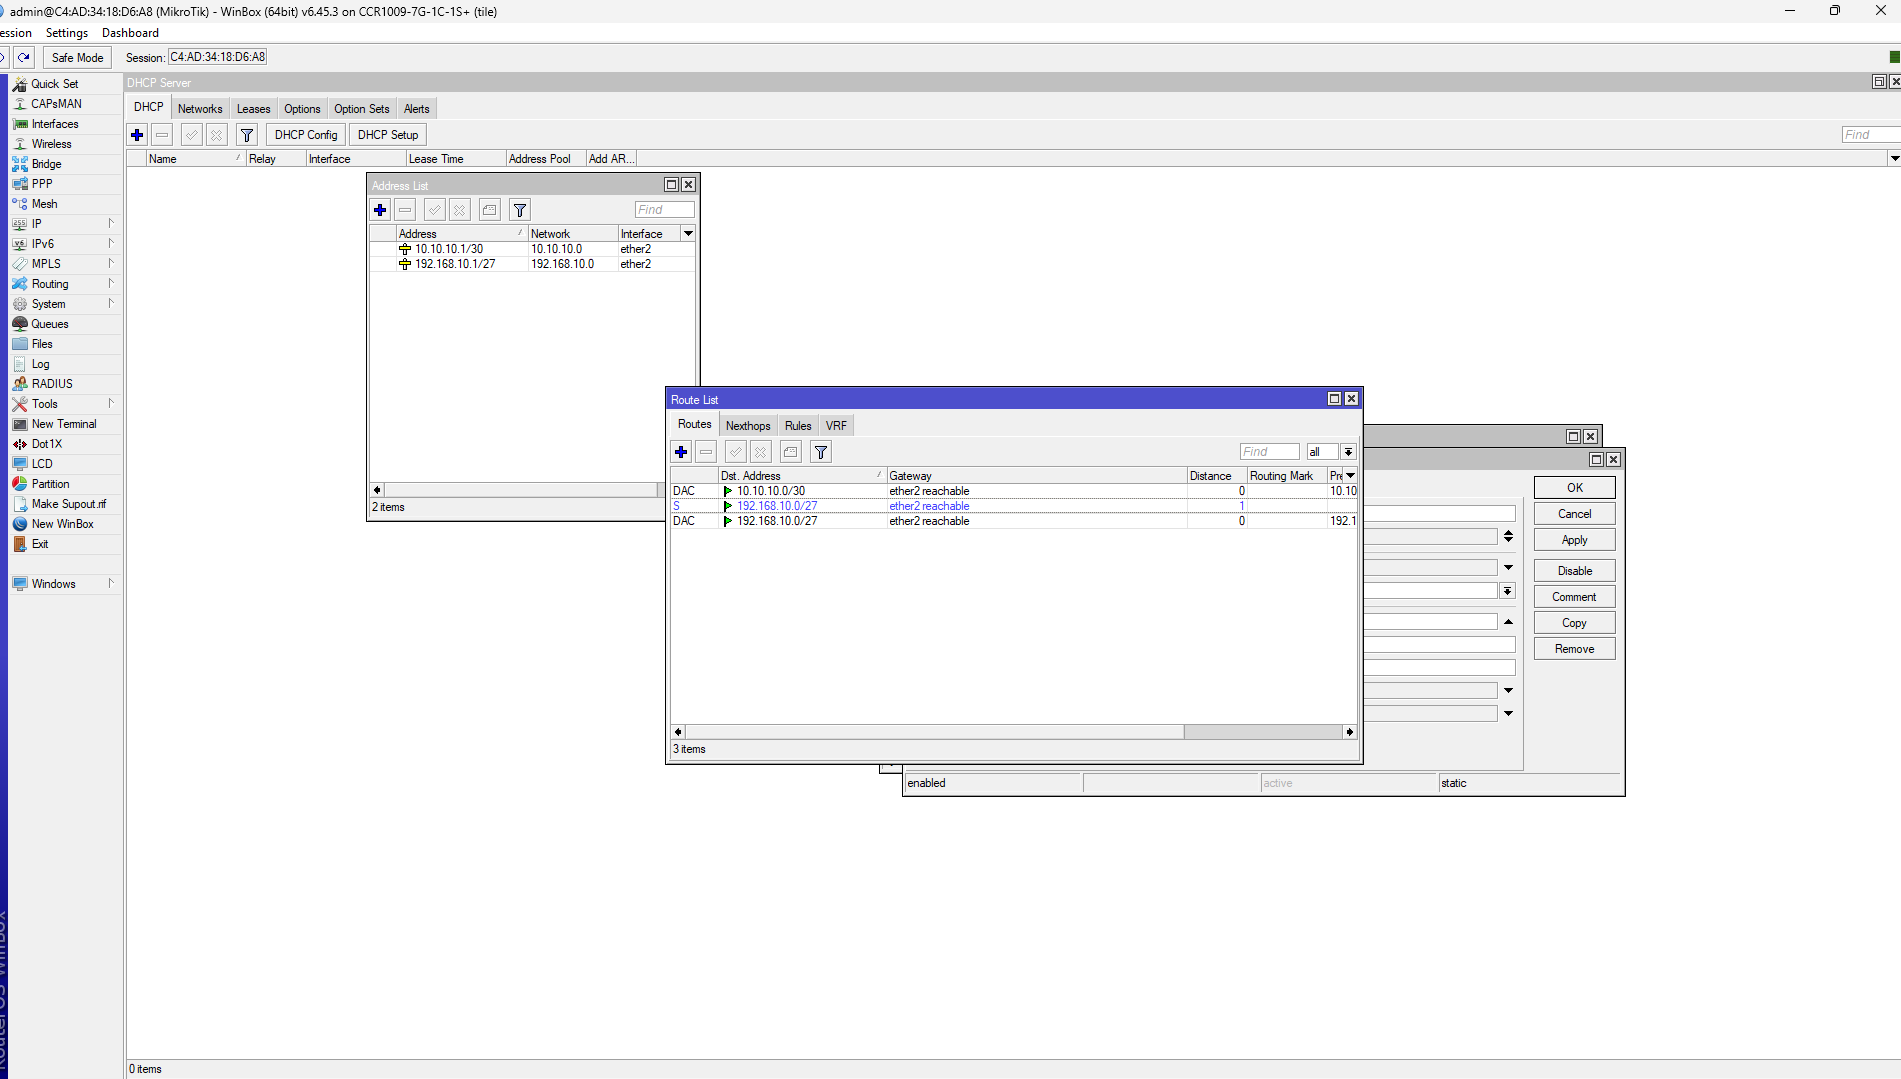 admin@C4:AD:34:18:D6:A8 (MikroTik) - WinBox (64bit) v6.45.3 on CCR1009-7G-1C-1S+ (tile)
ession Settings Dashboard
Safe Mode Session: C4:AD:34:18:D6:A8
Quick Set
CAPsMAN
Interfaces
Wireless
Bridge
PPP
Mesh
IP
IPv6
MPLS
Routing
System
Queues
Files
Log
RADIUS
Tools
New Terminal
Dot1X
LCD
Partition
Make Supout.rif
New WinBox
Exit
Windows
RouterOS WinBox
DHCP Server
DHCP Networks Leases Options Option Sets Alerts
DHCP Config DHCP Setup Find
Name Relay Interface Lease Time Address Pool Add AR...
Address List
Find
Address Network Interface
10.10.10.1/30 10.10.10.0 ether2
192.168.10.1/27 192.168.10.0 ether2
2 items
Route List
Routes Nexthops Rules VRF
Find all
Dst. Address Gateway Distance Routing Mark Pr
DAC 10.10.10.0/30 ether2 reachable 0 10.10
S 192.168.10.0/27 ether2 reachable 1
DAC 192.168.10.0/27 ether2 reachable 0 192.1
3 items
OK
Cancel
Apply
Disable
Comment
Copy
Remove
enabled active static
0 items